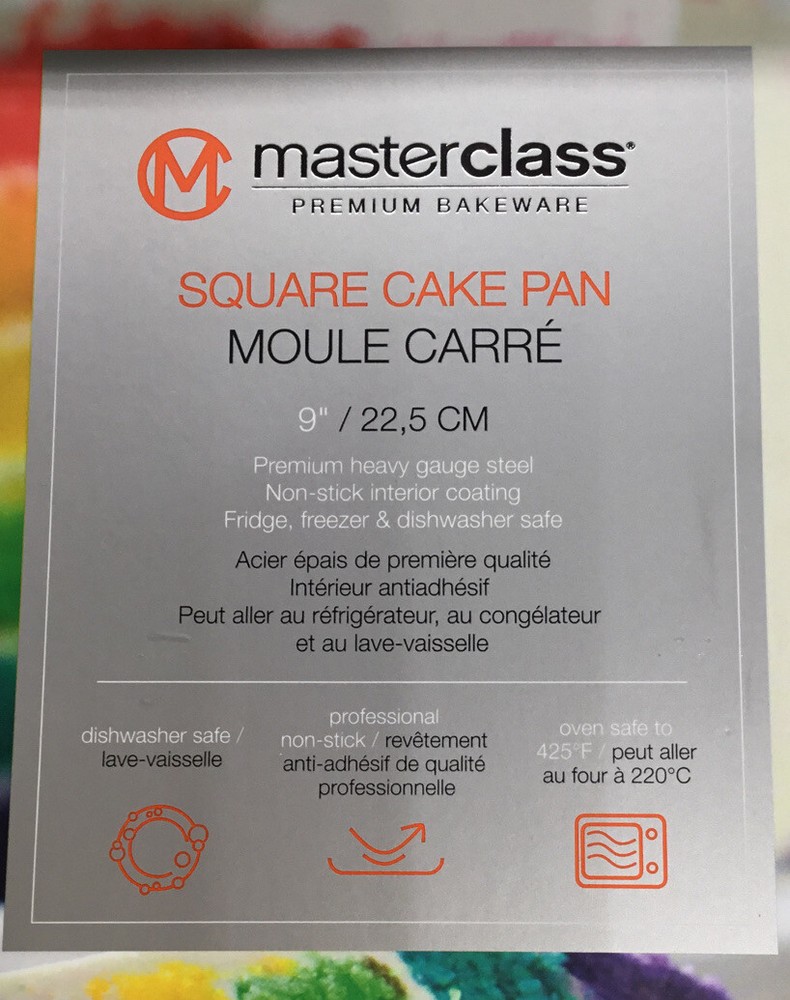 masterclass®
PREMIUM BAKEWARE
SQUARE CAKE PAN
MOULE CARRÉ
9" / 22,5 CM
Premium heavy gauge steel
Non-stick interior coating
Fridge, freezer & dishwasher safe
Acier épais de première qualité
Intérieur antiadhésif
Peut aller au réfrigérateur, au congélateur
et au lave-vaisselle
dishwasher safe /
lave-vaisselle
professional
non-stick / revêtement
anti-adhésif de qualité
professionnelle
oven safe to
425°F / peut aller
au four à 220°C